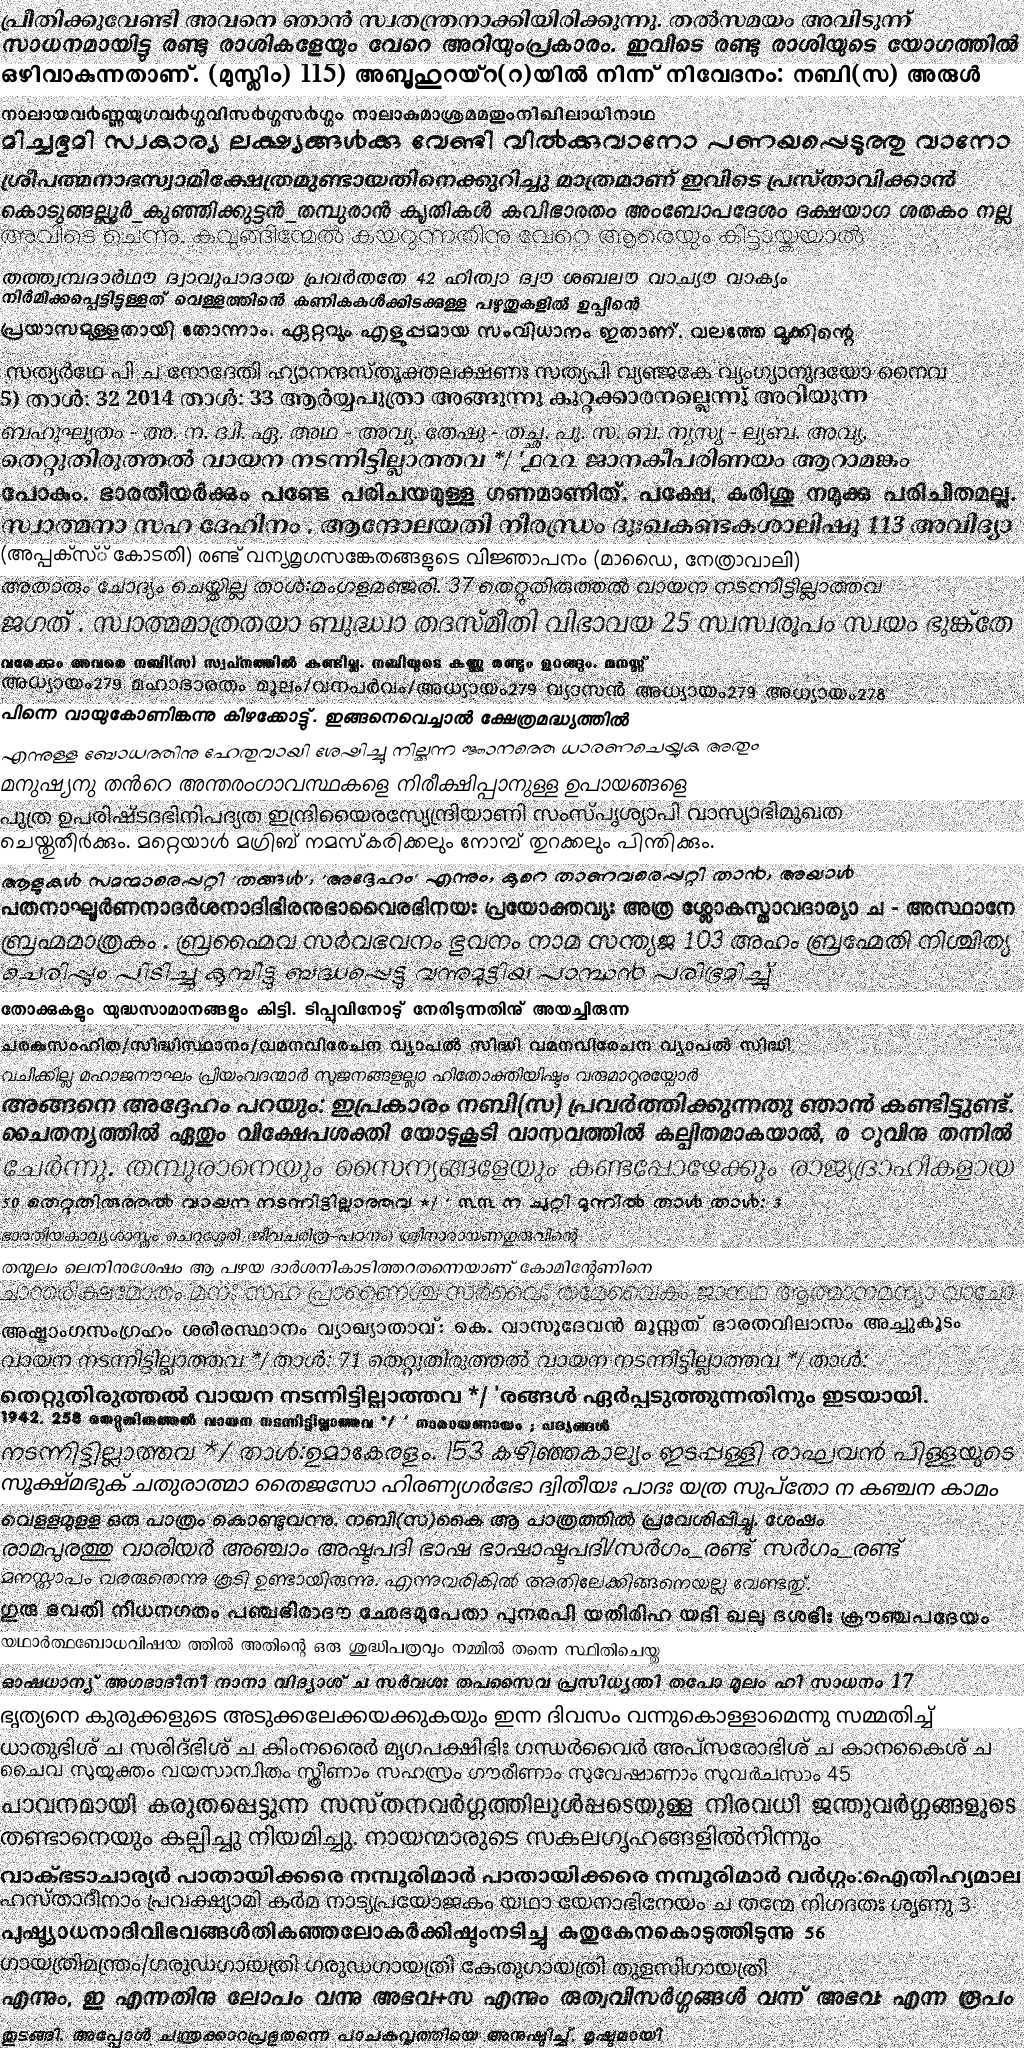 പ്രീതിക്കുവേണ്ടി അവനെ ഞാൻ സ്വതന്ത്രനാക്കിയിരിക്കുന്നു. തൽസമയം അവിടുന്ന്
സാധനമായിട്ടു രണ്ടു രാശികളേയും വേറെ അറിയുംപ്രകാരം. ഇവിടെ രണ്ടു രാശിയുടെ യോഗത്തിൽ
ഒഴിവാകുന്നതാണ്. (മുസ്ലിം) 115) അബൂഹുറയ്റ(റ)യിൽ നിന്ന് നിവേദനം: നബി(സ) അരുൾ
നാലായവർണ്ണയുഗവർഗ്ഗവിസർഗ്ഗസർഗ്ഗം നാലാകുമാശ്രമമതുംനിഖിലാധിനാഥ
മിച്ചഭൂമി സ്വകാര്യ ലക്ഷ്യങ്ങൾക്കു വേണ്ടി വിൽക്കുവാനോ പണയപ്പെടുത്തു വാനോ
ശ്രീപത്മനാഭസ്വാമിക്ഷേത്രമുണ്ടായതിനെക്കുറിച്ചു മാത്രമാണ് ഇവിടെ പ്രസ്താവിക്കാൻ
കൊടുങ്ങല്ലൂർ_കുഞ്ഞിക്കുട്ടൻ_തമ്പുരാൻ കൃതികൾ കവിഭാരതം അംബോപദേശം ദക്ഷയാഗ ശതകം നല്ല
അവിടെ ചെന്നു. കവുങ്ങിന്മേൽ കയറുന്നതിനു വേറെ ആരെയും കിട്ടായ്കയാൽ
തത്ത്വമ്പദാർഥൗ ദ്വാവുപാദായ പ്രവർതതേ 42 ഹിത്വാ ദ്വൗ ശബലൗ വാച്യൗ വാക്യം
നിർമിക്കപ്പെട്ടിട്ടുള്ളത് വെള്ളത്തിൻെ കണികകൾക്കിടക്കുള്ള പഴുതുകളിൽ ഉപ്പിൻെ
പ്രയാസമുള്ളതായി തോന്നാം. ഏറ്റവും എളുപ്പമായ സംവിധാനം ഇതാണ്. വലത്തേ മൂക്കിന്റെ
സത്യർഥേ പി ച നോദേതി ഹ്യാനന്ദസ്തൂക്തലക്ഷണഃ സത്യപി വ്യഞ്ജകേ വ്യംഗ്യാനുദയോ നൈവ
5) താൾ: 32 2014 താൾ: 33 ആർയ്യപുത്രാ അങ്ങുന്നു കുറ്റക്കാരനല്ലെന്നു് അറിയുന്ന
ബഹുഘൃതം - അ. ന. ദ്വി. ഏ. അഥ - അവ്യ. തേഷു - തച്ഛ. പു. സ. ബ. ന്യസ്യ - ല്യബ. അവ്യ.
തെറ്റുതിരുത്തൽ വായന നടന്നിട്ടില്ലാത്തവ */ '൧൨൨ ജാനകീപരിണയം ആറാമങ്കം
പോകും. ഭാരതീയർക്കും പണ്ടേ പരിചയമുള്ള ഗണമാണിത്. പക്ഷേ, കുരിശു നമുക്കു പരിചിതമല്ല.
സ്വാത്മനാ സഹ ദേഹിനം . ആന്ദോലയതി നീരന്ധ്രം ദുഃഖകണ്ടകശാലിഷു 113 അവിദ്യാ
(അപ്പക്സ് കോടതി) രണ്ട് വന്യമൃഗസങ്കേതങ്ങളുടെ വിജ്ഞാപനം (മാഡൈ, നേത്രാവാലി)
അതാരും ചോദ്യം ചെയ്തില്ല താൾ:മംഗളമഞ്ജരി. 37 തെറ്റുതിരുത്തൽ വായന നടന്നിട്ടില്ലാത്തവ
ജഗത് . സ്വാത്മമാത്രതയാ ബുദ്ധ്വാ തദസ്മീതി വിഭാവയ 25 സ്വസ്വരൂപം സ്വയം ഭുങ്ക്തേ
വരേക്കും അവരെ നബി(സ) സ്വപ്നത്തിൽ കണ്ടില്ല. നബിയുടെ കണ്ണു രണ്ടും ഉറങ്ങും. മനസ്സ്
അധ്യായം279 മഹാഭാരതം മൂലം/വനപർവം/അധ്യായം279 വ്യാസൻ അധ്യായം279 അധ്യായം278
പിന്നെ വായുകോണിങ്കന്നു കിഴക്കോട്ടു്. ഇങ്ങനെവെച്ചാൽ ക്ഷേത്രമദ്ധ്യത്തിൽ
എന്നുള്ള ബോധത്തിനു ഹേതുവായി ശേഷിച്ചു നില്ക്കുന്ന ജ്ഞാനത്തെ ധാരണചെയ്യുക അതും
മനുഷ്യനു തൻറെ അന്തരംഗാവസ്ഥകളെ നിരീക്ഷിപ്പാനുള്ള ഉപായങ്ങളെ
പുത്ര ഉപരിഷ്ടദഭിനിപദ്യത ഇന്ദ്രിയൈരസ്യേന്ദ്രിയാണി സംസ്പൃശ്യാപി വാസ്യാഭിമുഖത
ചെയ്തുതീർക്കും. മറ്റെയാൾ മഗ്രിബ് നമസ്കരിക്കലും നോമ്പ് തുറക്കലും പിന്തിക്കും.
ആളുകൾ സമന്മാരെപ്പറ്റി 'തങ്ങൾ', 'അദ്ദേഹം' എന്നും, കുറെ താണവരെപ്പറ്റി താൻ, അയാൾ
പതനാഘൂർണനാദർശനാദിഭിരനുഭാവൈരഭിനയഃ പ്രയോക്തവ്യഃ അത്ര ശ്ലോകസ്താവദാര്യാ ച - അസ്ഥാനേ
ബ്രഹ്മമാത്രകം . ബ്രഹ്മൈവ സർവഭവനം ഭുവനം നാമ സന്ത്യജ 103 അഹം ബ്രഹ്മേതി നിശ്ചിത്യ
ചെരിപ്പും പിടിച്ചു കുമ്പിട്ടു ബദ്ധപ്പെട്ടു വന്നുമുട്ടിയ പാമ്പാൻ പരിഭ്രമിച്ച്
തോക്കുകളും യുദ്ധസാമാനങ്ങളും കിട്ടി. ടിപ്പുവിനോടു് നേരിടുന്നതിനു് അയച്ചിരുന്ന
ചരകസംഹിത/സിദ്ധിസ്ഥാനം/വമനവിരേചന വ്യാപൽ സിദ്ധി വമനവിരേചന വ്യാപൽ സിദ്ധി
വചിക്കില്ല മഹാജനൗഘം പ്രിയംവദന്മാർ സുജനങ്ങളല്ലാ ഹിതോക്തിയിഷ്ടം വരുമാറുരയ്പോർ
അങ്ങനെ അദ്ദേഹം പറയും: ഇപ്രകാരം നബി(സ) പ്രവർത്തിക്കുന്നതു ഞാൻ കണ്ടിട്ടുണ്ട്.
ചൈതന്യത്തിൽ ഏതും വിക്ഷേപശക്തി യോടുകൂടി വാസ്തവത്തിൽ കല്പിതമാകയാൽ, ര ുവിനു തന്നിൽ
ചേർന്നു. തമ്പുരാനെയും സൈന്യങ്ങളേയും കണ്ടപ്പോഴേക്കും രാജ്യദ്രോഹികളായ
50 തെറ്റുതിരുത്തൽ വായന നടന്നിട്ടില്ലാത്തവ */ ' ൩൩ ന ചുറ്റി മൂന്നിൽ താൾ താൾ: 3
ഭാരതീയകാവ്യശാസ്ത്രം ചെറുശ്ശേരി (ജീവചരിത്ര-പഠനം) ശ്രീനാരായണഗുരുവിന്റെ
തന്മൂലം ലെനിനുശേഷം ആ പഴയ ദാർശനികാടിത്തറതന്നെയാണ് കോമിന്റേണിനെ
അഷ്ടാംഗസംഗ്രഹം ശരീരസ്ഥാനം വ്യാഖ്യാതാവ്: കെ. വാസുദേവൻ മൂസ്സത് ഭാരതവിലാസം അച്ചുകൂടം
വായന നടന്നിട്ടില്ലാത്തവ */ താൾ: 71 തെറ്റുതിരുത്തൽ വായന നടന്നിട്ടില്ലാത്തവ */ താൾ:
തെറ്റുതിരുത്തൽ വായന നടന്നിട്ടില്ലാത്തവ */ 'രങ്ങൾ ഏർപ്പടുത്തുന്നതിനും ഇടയായി.
1942. 258 തെറ്റുതിരുത്തൽ വായന നടന്നിട്ടില്ലാത്തവ */ ' നാരായണായം ; പദ്യങ്ങൾ
നടന്നിട്ടില്ലാത്തവ */ താൾ:ഉമാകേരളം. 153 കഴിഞ്ഞകാല്യം ഇടപ്പള്ളി രാഘവൻ പിള്ളയുടെ
സൂക്ഷ്മഭുക് ചതുരാത്മാ തൈജസോ ഹിരണ്യഗർഭോ ദ്വിതീയഃ പാദഃ യത്ര സുപ്തോ ന കഞ്ചന കാമം
വെള്ളമുള്ള ഒരു പാത്രം കൊണ്ടുവന്നു. നബി(സ)കൈ ആ പാത്രത്തിൽ പ്രവേശിപ്പിച്ചു. ശേഷം
രാമപുരത്തു വാരിയർ അഞ്ചാം അഷ്ടപദി ഭാഷ ഭാഷാഷ്ടപദി/സർഗം_രണ്ട് സർഗം_രണ്ട്
മനസ്താപം വരരുതെന്നു കൂടി ഉണ്ടായിരുന്നു. എന്നുവരികിൽ അതിലേക്കിങ്ങനെയല്ല വേണ്ടതു്.
ഗുരു ഭവതി നിധനഗതം പഞ്ചഭിരാദൗ ഛേദമുപേതാ പുനരപി യതിരിഹ യദി ഖലു ദശഭിഃ ക്രൗഞ്ചപദേയം
യഥാർത്ഥബോധവിഷയ ത്തിൽ അതിന്റെ ഒരു ശുദ്ധിപത്രവും നമ്മിൽ തന്നെ സ്ഥിതിചെയ്ത
ഓഷധാന്യ് അഗദാദീനീ നാനാ വിദ്യാശ് ച സർവശഃ തപസൈവ പ്രസിധ്യന്തി തപോ മൂലം ഹി സാധനം 17
ഭൃത്യനെ കുരുക്കളുടെ അടുക്കലേക്കയക്കുകയും ഇന്ന ദിവസം വന്നുകൊള്ളാമെന്നു സമ്മതിച്ച്
ധാതുഭിശ് ച സരിദ്ഭിശ് ച കിംനരൈർ മൃഗപക്ഷിഭിഃ ഗന്ധർവൈർ അപ്സരോഭിശ് ച കാനകൈശ് ച
ചൈവ സുയുക്തം വയസാന്വിതം സ്ത്രീണാം സഹസ്രം ഗൗരീണാം സുവേഷാണാം സുവർചസാം 45
പാവനമായി കരുതപ്പെട്ടുന്ന സസ്തനവർഗ്ഗത്തിലുൾപ്പടെയുള്ള നിരവധി ജന്തുവർഗ്ഗങ്ങളുടെ
തണ്ടാനെയും കല്പിച്ചു നിയമിച്ചു. നായന്മാരുടെ സകലഗൃഹങ്ങളിൽനിന്നും
വാക്ഭടാചാര്യർ പാതായിക്കരെ നമ്പൂരിമാർ പാതായിക്കരെ നമ്പൂരിമാർ വർഗ്ഗം:ഐതിഹ്യമാല
ഹസ്താദീനാം പ്രവക്ഷ്യാമി കർമ നാട്യപ്രയോജകം യഥാ യേനാഭിനേയം ച തന്മേ നിഗദതഃ ശൃണു 3
പുഷ്ട്യാധനാദിവിഭവങ്ങൾതികഞ്ഞലോകർക്കിഷ്ടംനടിച്ചു കുതുകേനകൊടുത്തിടുന്നു 56
ഗായത്രിമന്ത്രം/ഗരുഡഗായത്രി ഗരുഡഗായത്രി കേതുഗായത്രി തുളസിഗായത്രി
എന്നും, ഇ എന്നതിനു ലോപം വന്നു അഭവ+സ എന്നും രുത്വവിസർഗ്ഗങ്ങൾ വന്ന് അഭവഃ എന്ന രൂപം
തുടങ്ങി. അപ്പോൾ ചന്ത്രക്കാറപ്രഭൃതന്നെ പാചകവൃത്തിയെ അനുഷ്ഠിച്ച്. മൃഷ്ടമായി